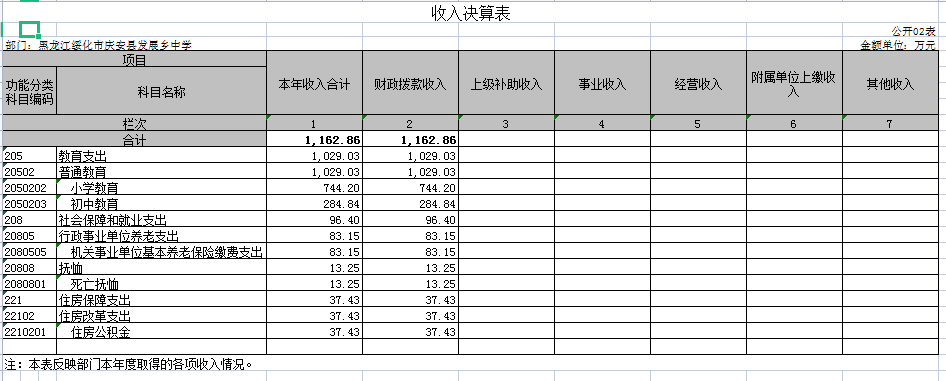 收入决算表
公开02表
部门：黑龙江绥化市庆安县发展乡中学 金额单位：万元
项目 本年收入合计 财政拨款收入 上级补助收入 事业收入 经营收入 附属单位上缴收入 其他收入
功能分类科目编码 科目名称
栏次 1 2 3 4 5 6 7
合计 1,162.86 1,162.86
205 教育支出 1,029.03 1,029.03
20502 普通教育 1,029.03 1,029.03
2050202 小学教育 744.20 744.20
2050203 初中教育 284.84 284.84
208 社会保障和就业支出 96.40 96.40
20805 行政事业单位养老支出 83.15 83.15
2080505 机关事业单位基本养老保险缴费支出 83.15 83.15
20808 抚恤 13.25 13.25
2080801 死亡抚恤 13.25 13.25
221 住房保障支出 37.43 37.43
22102 住房改革支出 37.43 37.43
2210201 住房公积金 37.43 37.43
注：本表反映部门本年度取得的各项收入情况。